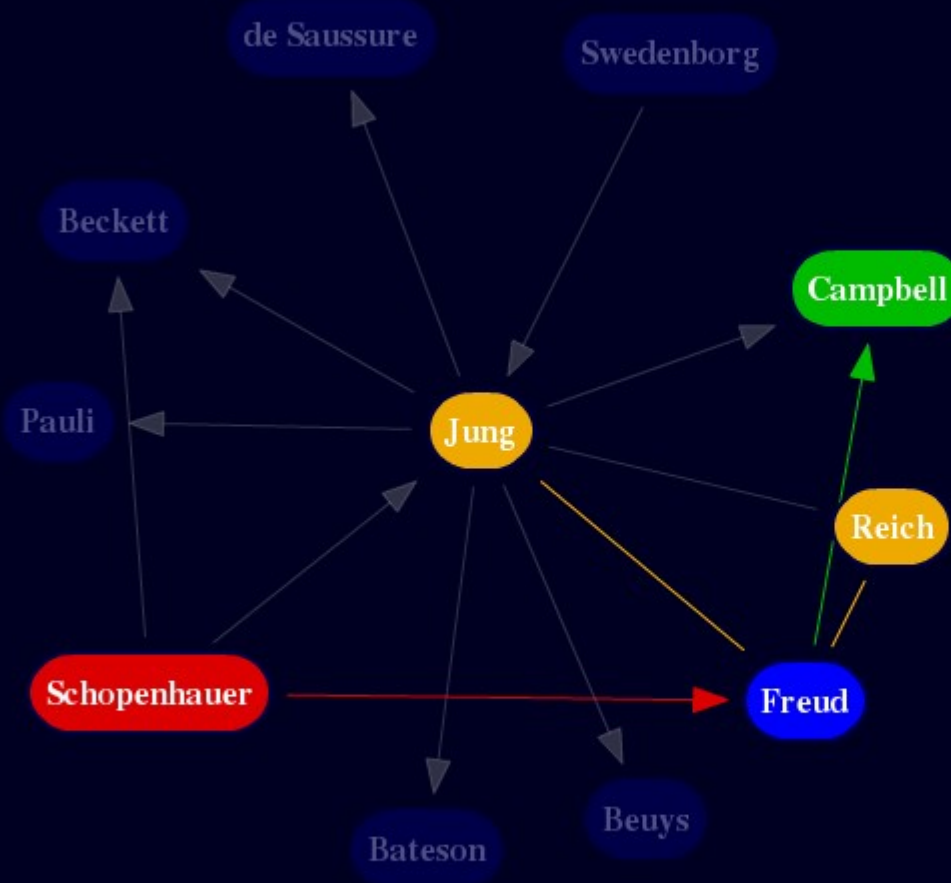 de Saussure
Swedenborg
Beckett
Campbell
Pauli
Jung
Reich
Schopenhauer
Freud
Beuys
Bateson